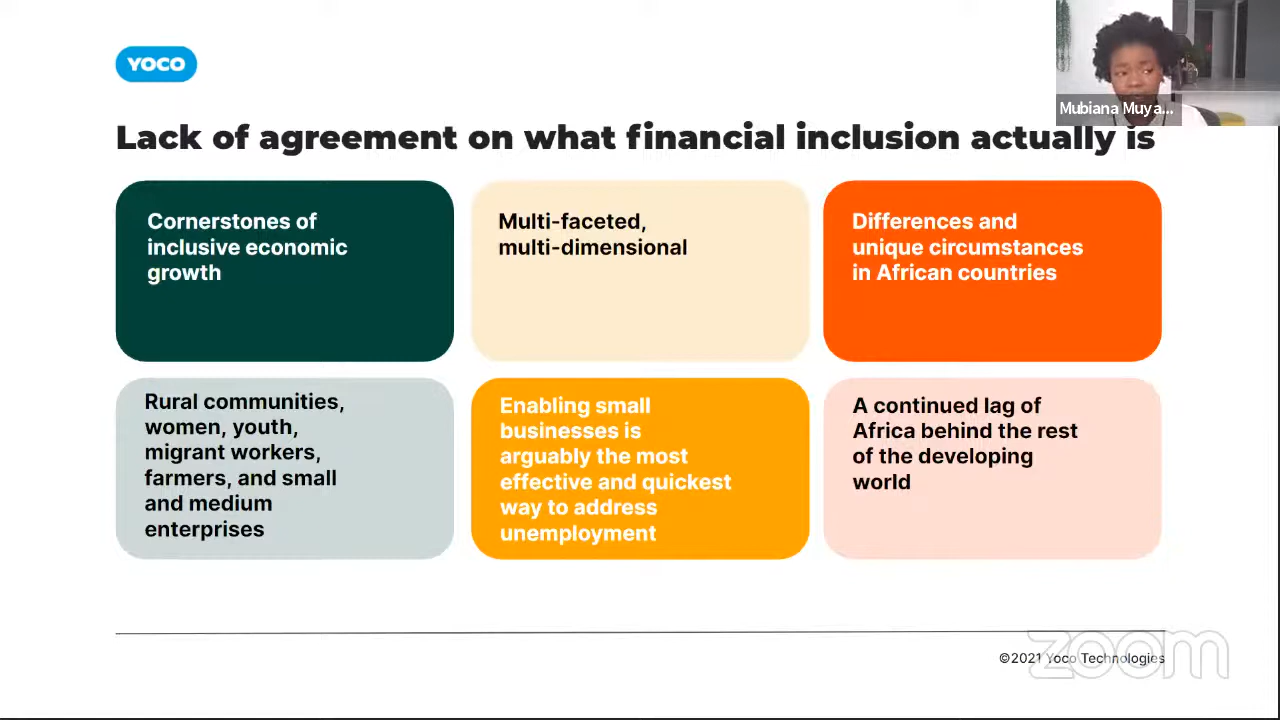 YOCO
Mubiana Muya...
Lack of agreement on what financial inclusion actually is
Cornerstones of
inclusive economic
growth
Multi-faceted,
multi-dimensional
Differences and
unique circumstances
in African countries
Rural communities,
women, youth,
migrant workers,
farmers, and small
and medium
enterprises
Enabling small
businesses is
arguably the most
effective and quickest
way to address
unemployment
A continued lag of
Africa behind the rest
of the developing
world
©2021 Yoco Technologies
zoom